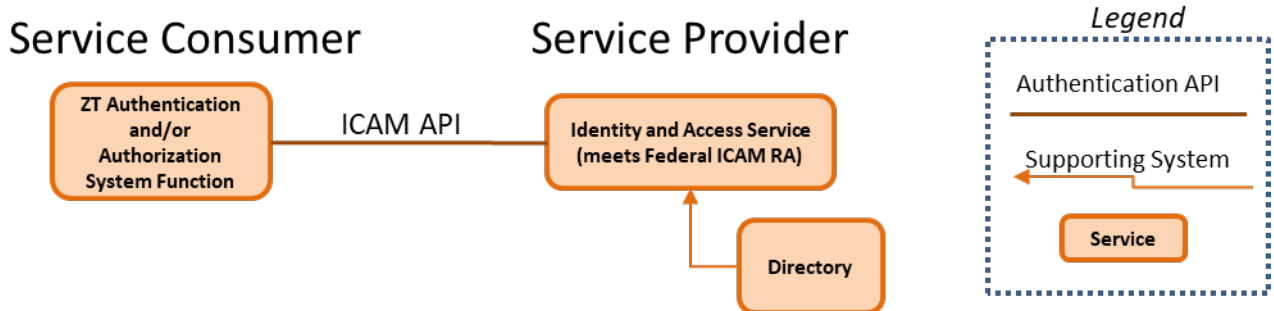 Service Consumer
Service Provider
Legend
ZT Authentication
and/or
Authorization
System Function
ICAM API
Identity and Access Service
(meets Federal ICAM RA)
Directory
Authentication API
Supporting System
Service